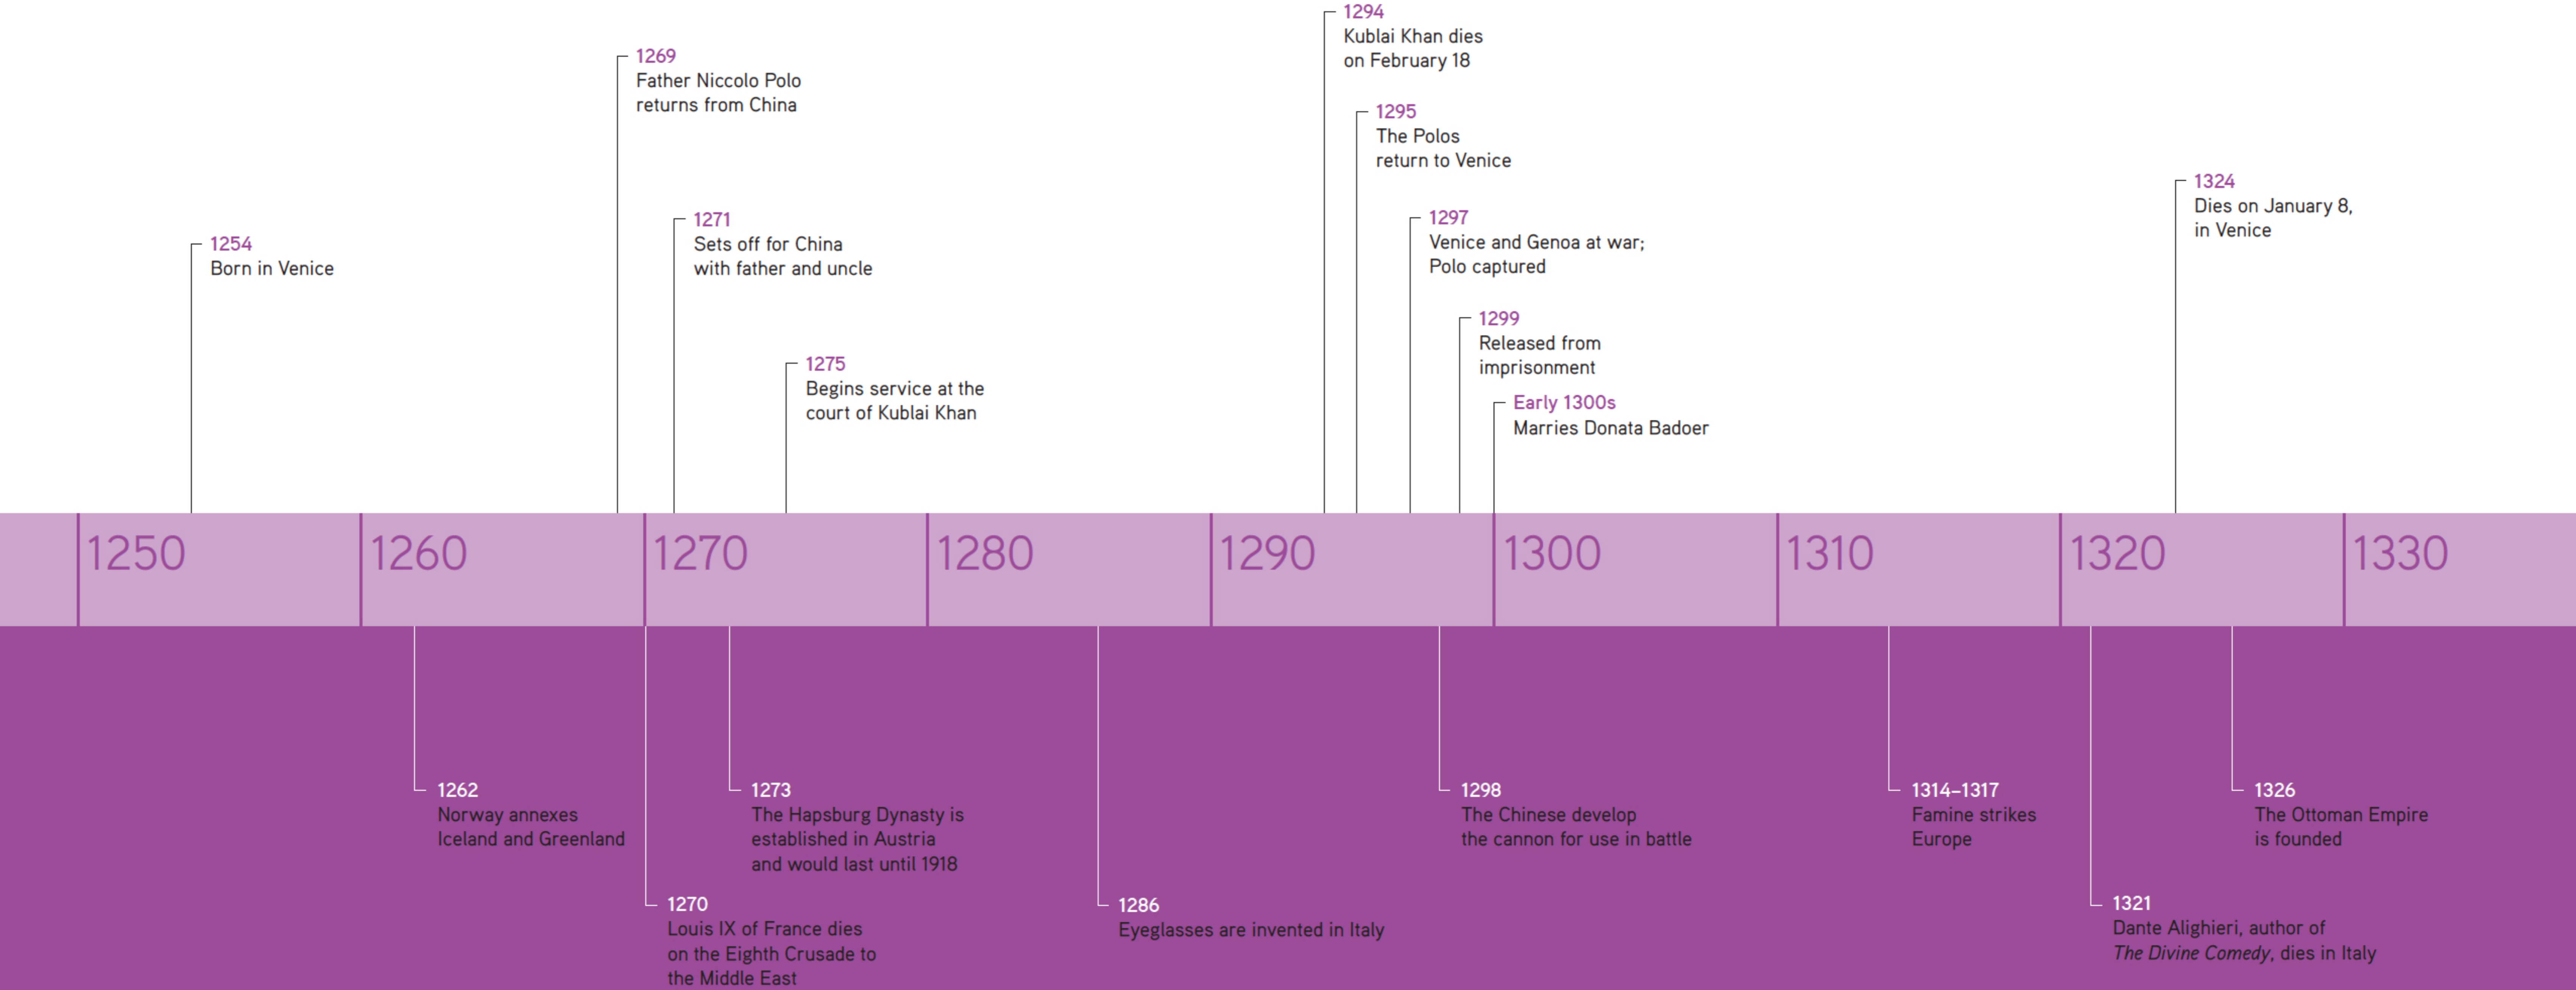 1254
Born in Venice
1269
Father Niccolo Polo
returns from China
1271
Sets off for China
with father and uncle
1275
Begins service at the
court of Kublai Khan
1294
Kublai Khan dies
on February 18
1295
The Polos
return to Venice
1297
Venice and Genoa at war;
Polo captured
1299
Released from
imprisonment
Early 1300s
Marries Donata Badoer
1324
Dies on January 8,
in Venice
1250
1260
1270
1280
1290
1300
1310
1320
1330
1262
Norway annexes
Iceland and Greenland
1270
Louis IX of France dies
on the Eighth Crusade to
the Middle East
1273
The Hapsburg Dynasty is
established in Austria
and would last until 1918
1286
Eyeglasses are invented in Italy
1298
The Chinese develop
the cannon for use in battle
1314–1317
Famine strikes
Europe
1321
Dante Alighieri, author of
The Divine Comedy, dies in Italy
1326
The Ottoman Empire
is founded